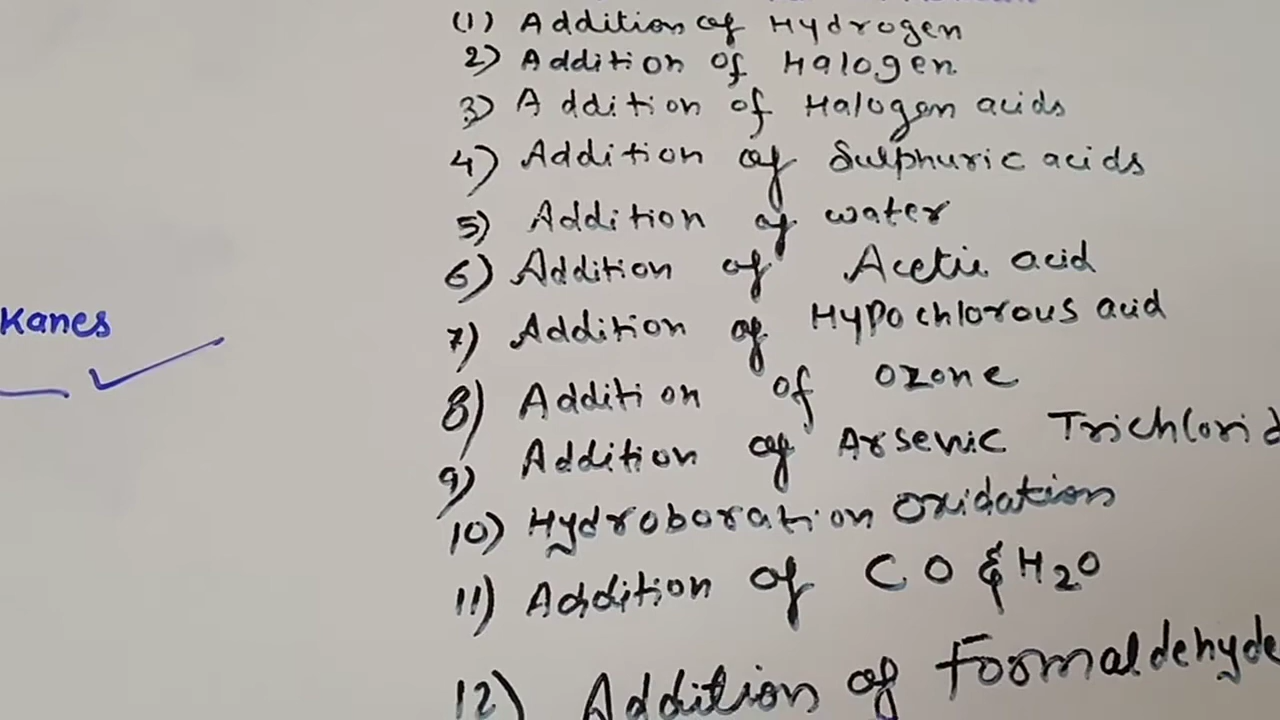 (1) Addition of Hydrogen
2) Addition of Halogen
3) Addition of Halogen acids
4) Addition of Sulphuric acids
5) Addition of water
6) Addition of Acetic acid
Kanes
7) Addition of Hypochlorous acid
8) Addition of ozone
9) Addition of Arsenic Trichlorid
10) Hydroboration oxidation
11) Addition of CO & H2O
12) Addition of Formaldehyde